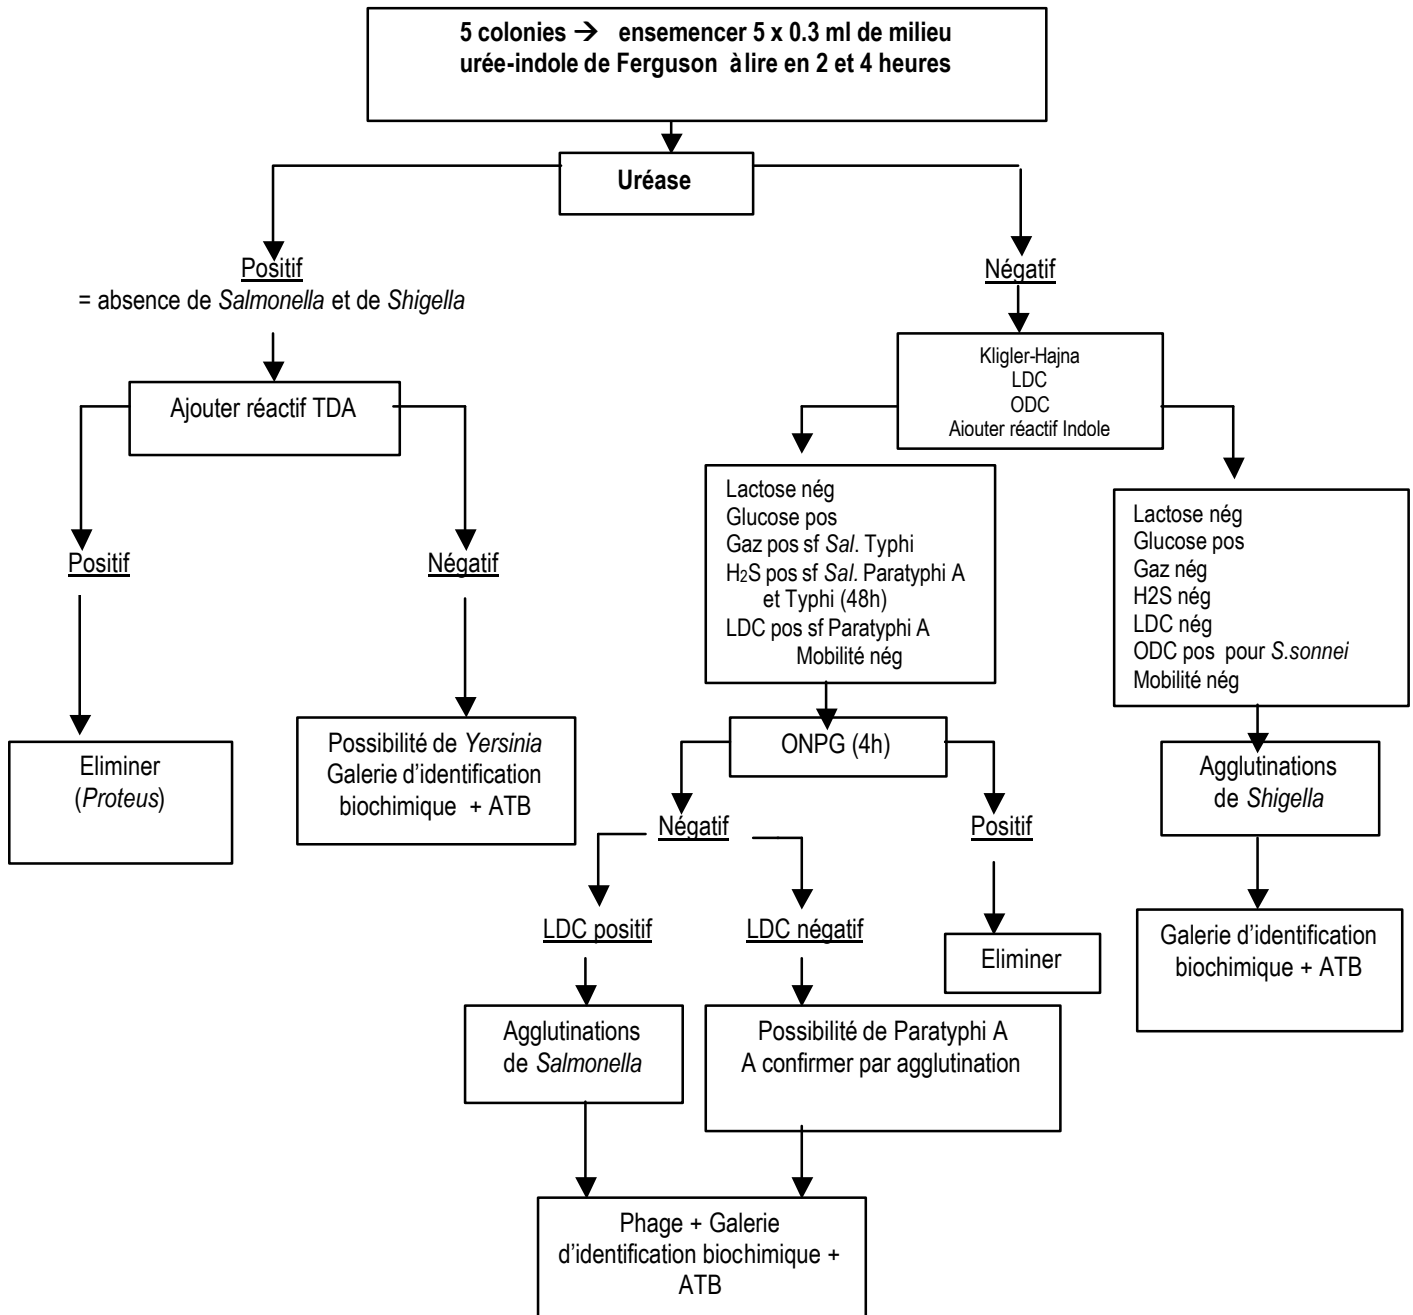 5 colonies → ensemencer 5 x 0.3 ml de milieu
urée-indole de Ferguson à lire en 2 et 4 heures
Uréase
Positif
= absence de Salmonella et de Shigella
Négatif
Ajouter réactif TDA
Kligler-Hajna
LDC
ODC
Aiouter réactif Indole
Positif
Négatif
Lactose nég
Glucose pos
Gaz pos sf Sal. Typhi
H2S pos sf Sal. Paratyphi A
et Typhi (48h)
LDC pos sf Paratyphi A
Mobilité nég
Lactose nég
Glucose pos
Gaz nég
H2S nég
LDC nég
ODC pos pour S.sonnei
Mobilité nég
Eliminer
(Proteus)
Possibilité de Yersinia
Galerie d’identification
biochimique + ATB
ONPG (4h)
Agglutinations
de Shigella
Négatif
Positif
LDC positif
LDC négatif
Eliminer
Galerie d’identification
biochimique + ATB
Agglutinations
de Salmonella
Possibilité de Paratyphi A
A confirmer par agglutination
Phage + Galerie
d’identification biochimique +
ATB